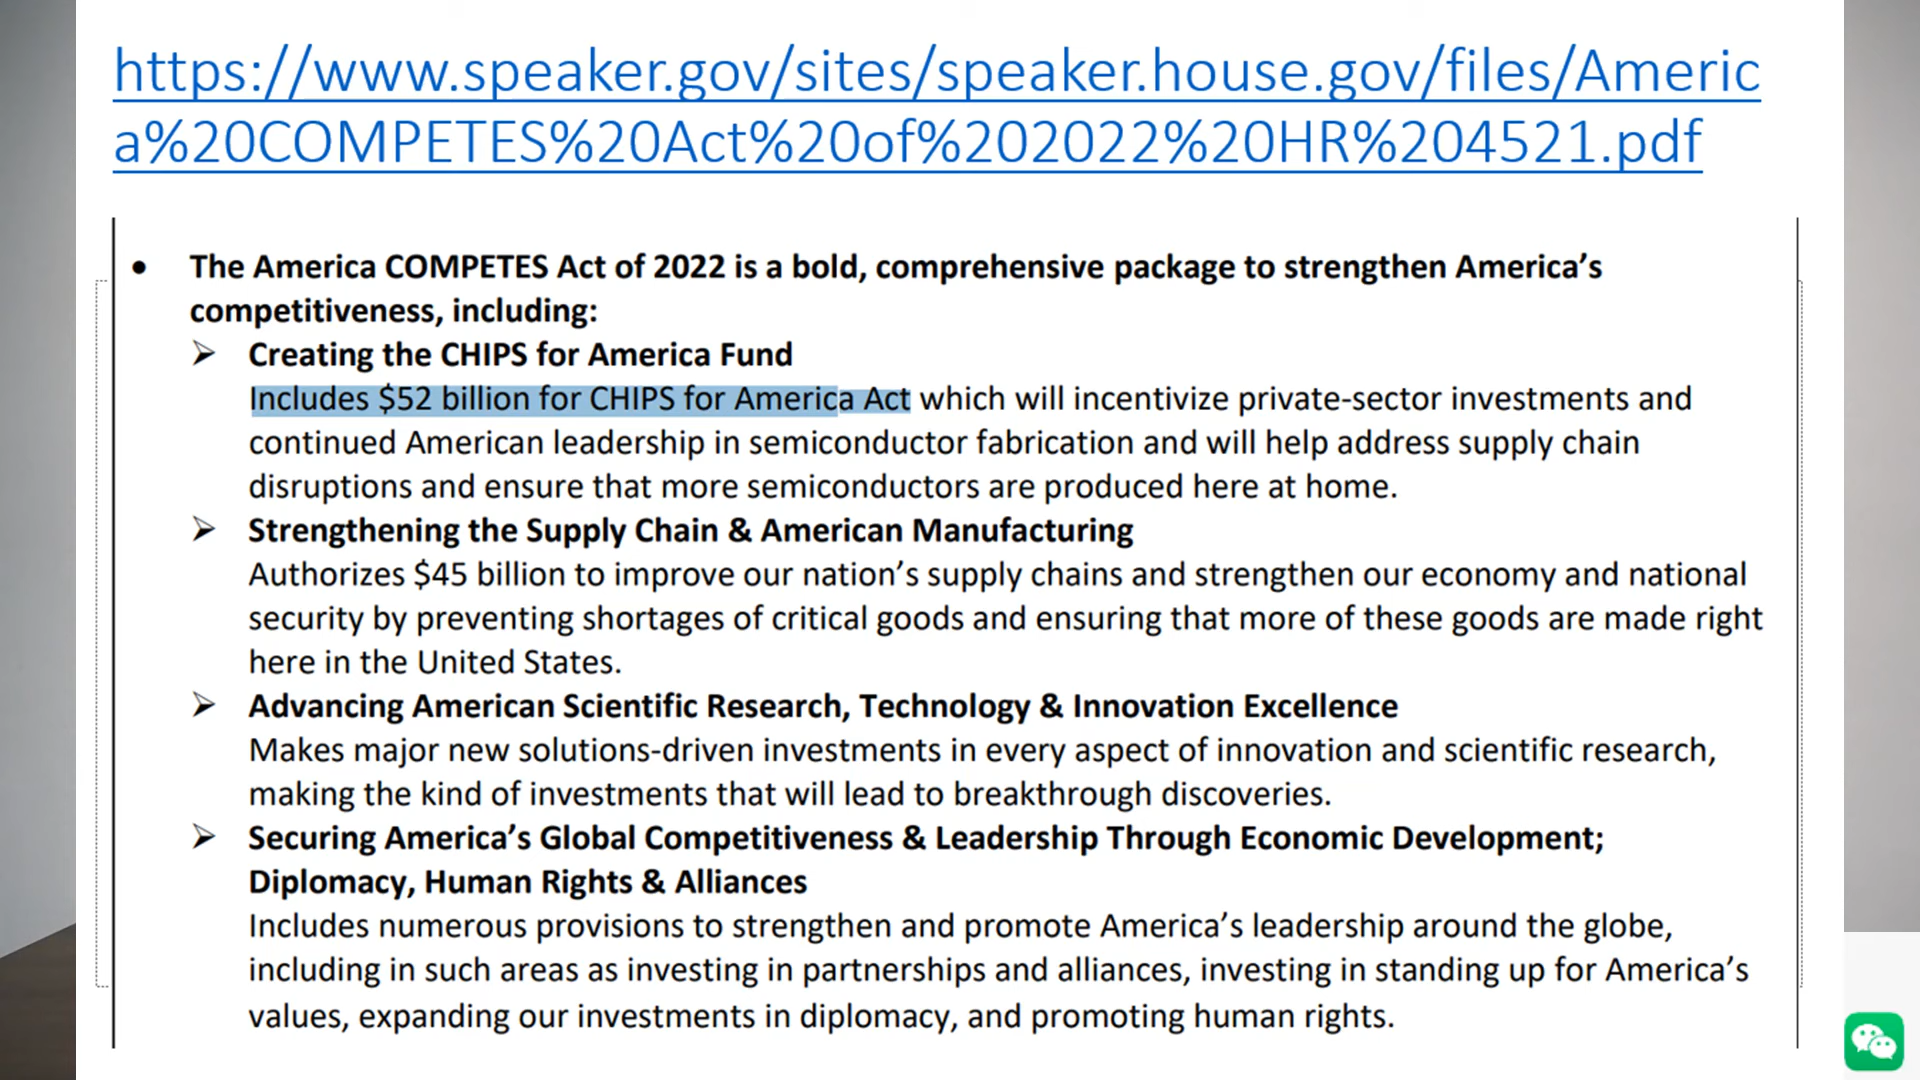 https://www.speaker.gov/sites/speaker.house.gov/files/Americ
a%20COMPETES%20Act%20of%202022%20HR%204521.pdf
• The America COMPETES Act of 2022 is a bold, comprehensive package to strengthen America’s
competitiveness, including:
➢ Creating the CHIPS for America Fund
Includes $52 billion for CHIPS for America Act which will incentivize private-sector investments and
continued American leadership in semiconductor fabrication and will help address supply chain
disruptions and ensure that more semiconductors are produced here at home.
➢ Strengthening the Supply Chain & American Manufacturing
Authorizes $45 billion to improve our nation’s supply chains and strengthen our economy and national
security by preventing shortages of critical goods and ensuring that more of these goods are made right
here in the United States.
➢ Advancing American Scientific Research, Technology & Innovation Excellence
Makes major new solutions-driven investments in every aspect of innovation and scientific research,
making the kind of investments that will lead to breakthrough discoveries.
➢ Securing America’s Global Competitiveness & Leadership Through Economic Development;
Diplomacy, Human Rights & Alliances
Includes numerous provisions to strengthen and promote America’s leadership around the globe,
including in such areas as investing in partnerships and alliances, investing in standing up for America’s
values, expanding our investments in diplomacy, and promoting human rights.